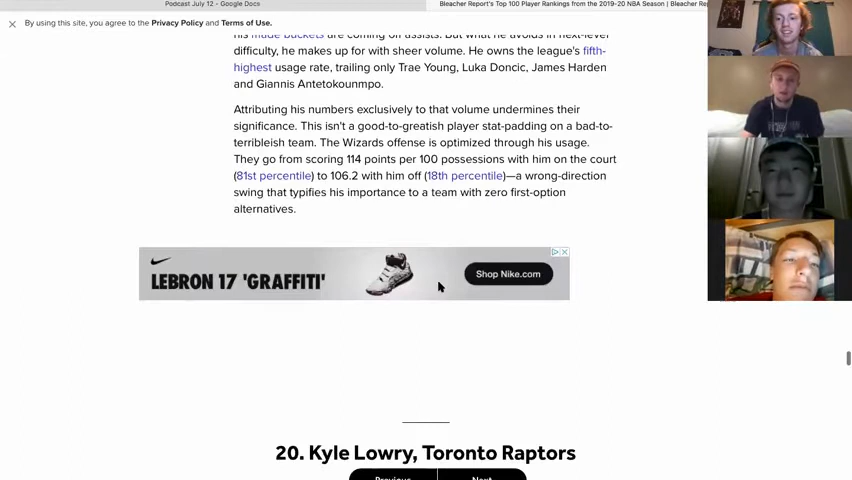 Podcast July 12 - Google Docs
Bleacher Report's Top 100 Player Rankings from the 2019-20 NBA Season | Bleacher Rep
By using this site, you agree to the Privacy Policy and Terms of Use.
his made buckets are coming off assists. But what he avoids in next-level
difficulty, he makes up for with sheer volume. He owns the league's fifth-
highest usage rate, trailing only Trae Young, Luka Doncic, James Harden
and Giannis Antetokounmpo.
Attributing his numbers exclusively to that volume undermines their
significance. This isn't a good-to-greatish player stat-padding on a bad-to-
terribleish team. The Wizards offense is optimized through his usage.
They go from scoring 114 points per 100 possessions with him on the court
(81st percentile) to 106.2 with him off (18th percentile)—a wrong-direction
swing that typifies his importance to a team with zero first-option
alternatives.
LEBRON 17 'GRAFFITI'
Shop Nike.com
20. Kyle Lowry, Toronto Raptors
Previous
Next